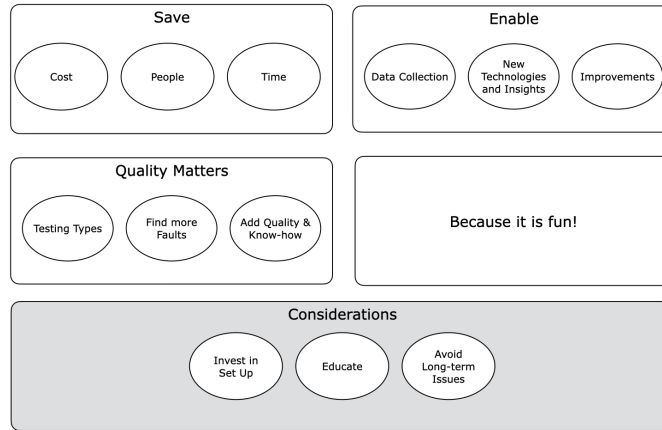 Save
Cost
People
Time
Enable
Data Collection
New
Technologies
and Insights
Improvements
Quality Matters
Testing Types
Find more
Faults
Add Quality &
Know-how
Because it is fun!
Considerations
Invest in
Set Up
Educate
Avoid
Long-term
Issues